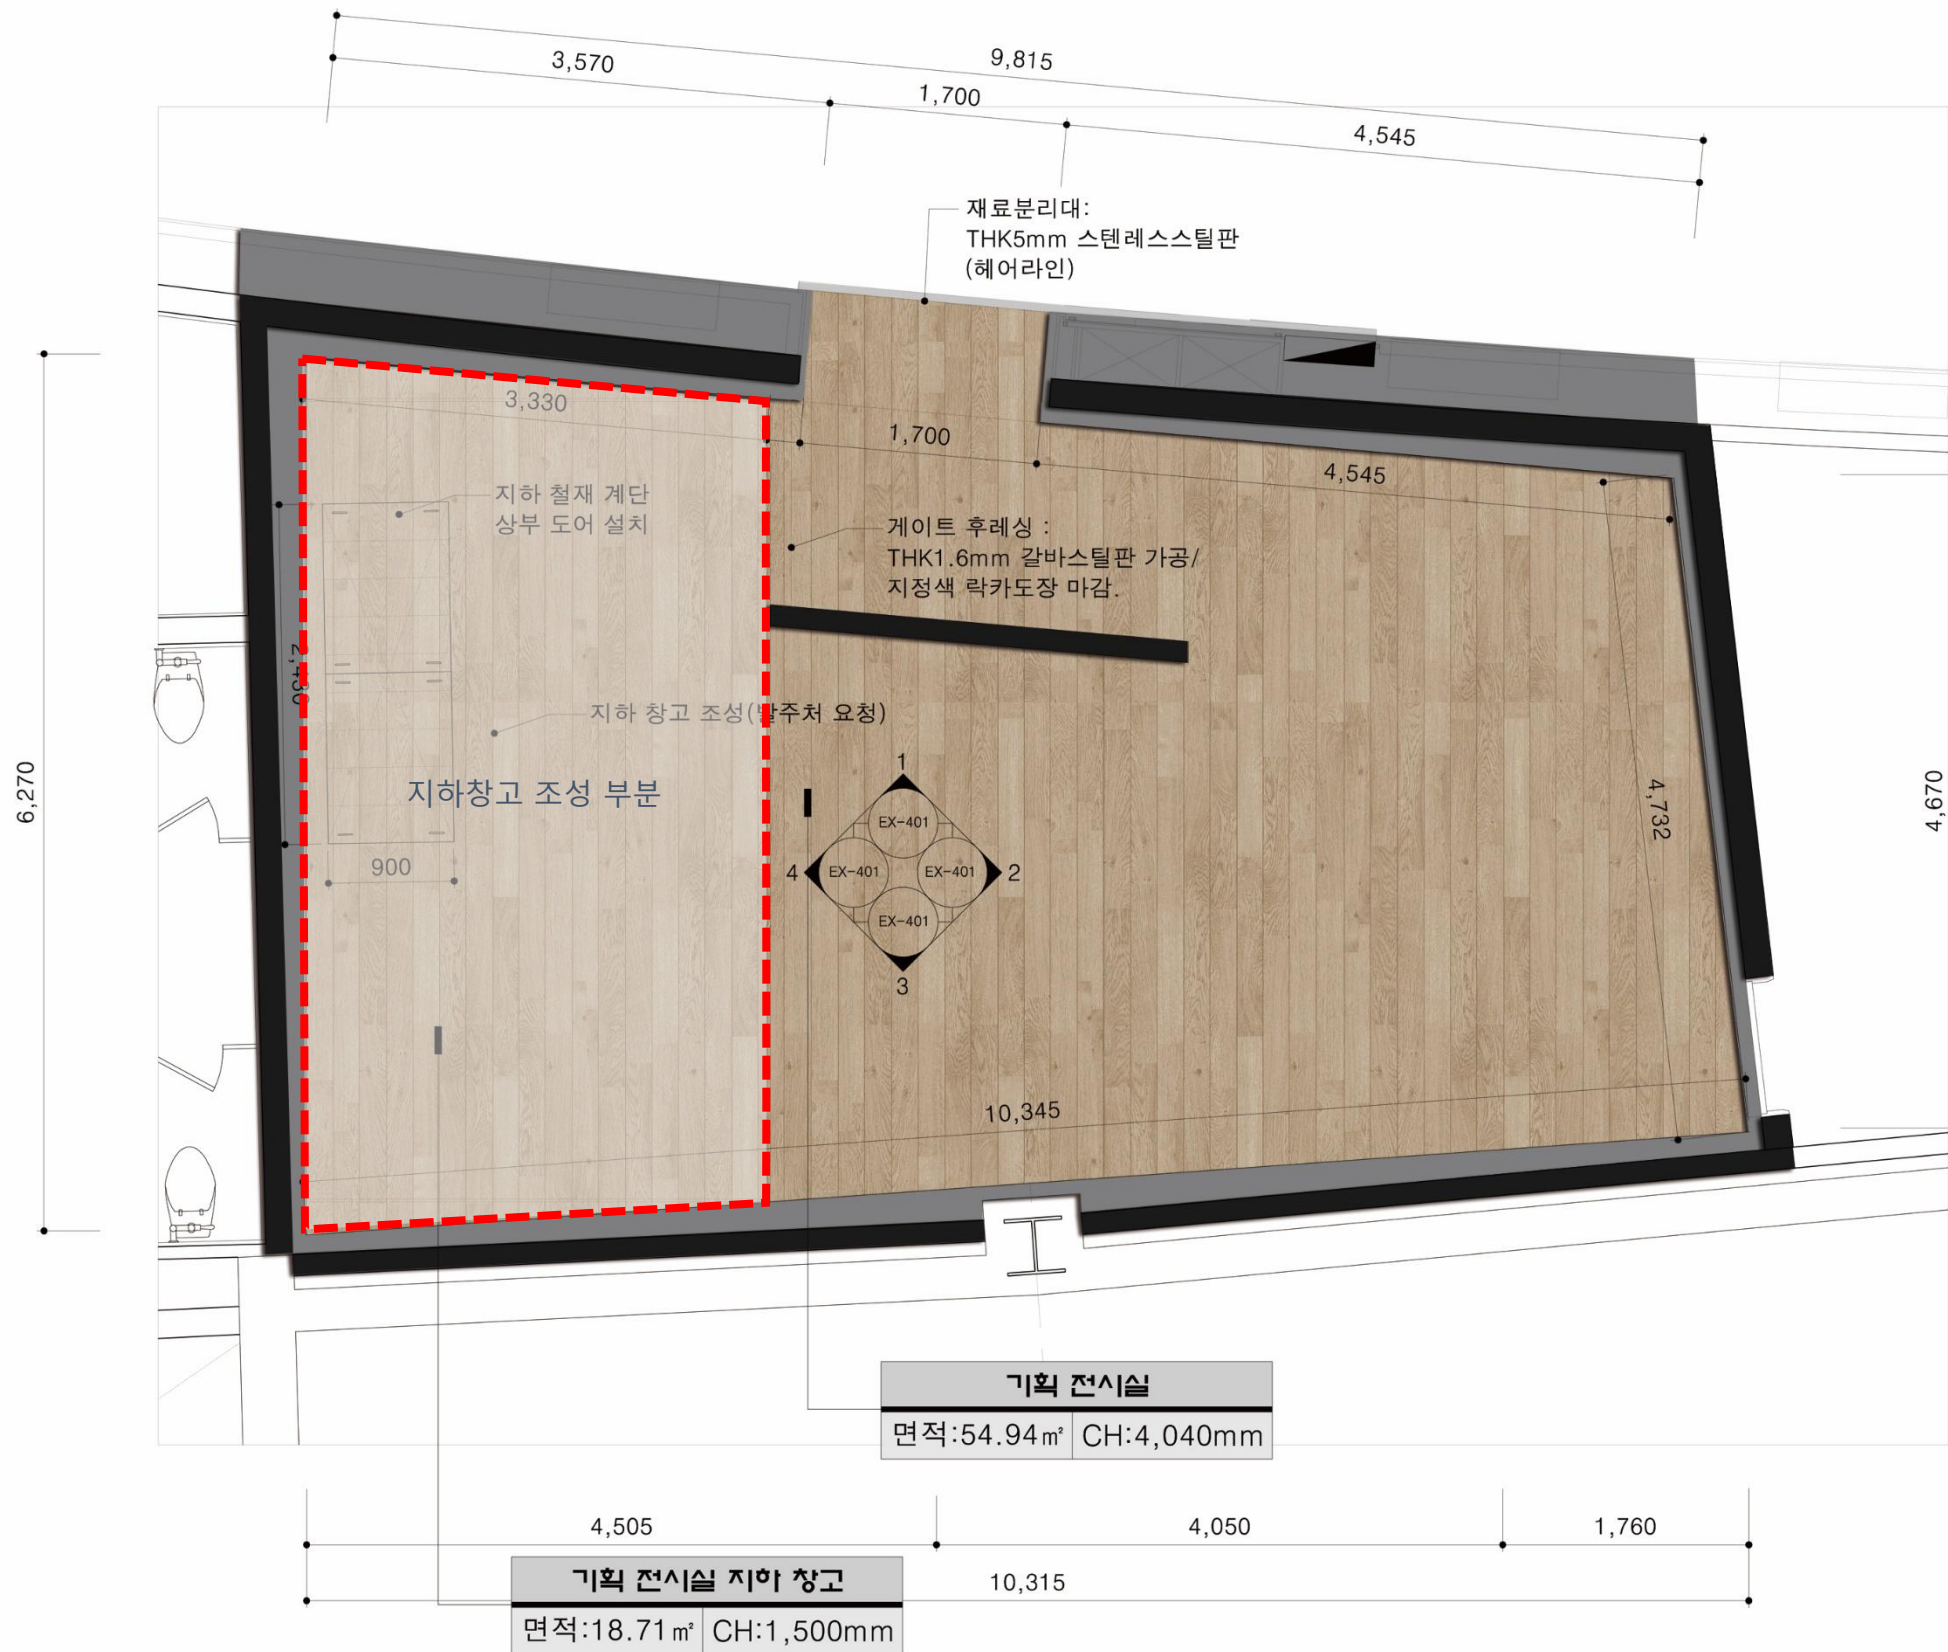 9,815
3,570
1,700
4,545
재료분리대:
THK5mm 스텐레스스틸판
(헤어라인)
3,330
1,700
4,545
지하 철재 계단
상부 도어 설치
게이트 후레싱 :
THK1.6mm 갈바스틸판 가공/
지정색 락카도장 마감.
지하 창고 조성(발주처 요청)
지하창고 조성 부분
6,270
900
1
EX-401
4
EX-401
EX-401
2
EX-401
3
4,732
4,670
10,345
기획 전시실
면적:54.94㎡ CH:4,040mm
4,505
4,050
1,760
기획 전시실 지하 창고
10,315
면적:18.71㎡ CH:1,500mm